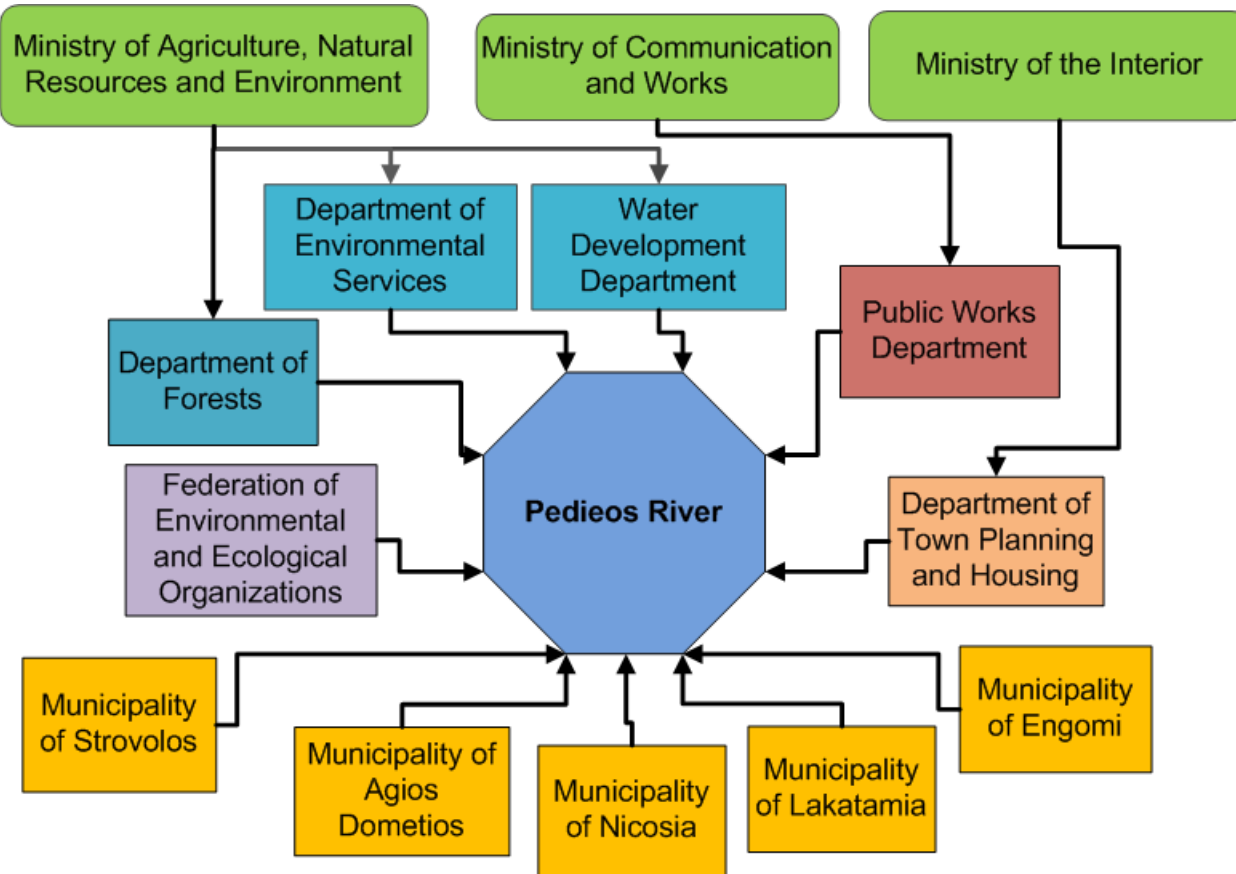 Ministry of Agriculture, Natural
Resources and Environment
Ministry of Communication
and Works
Ministry of the Interior
Department of
Environmental
Services
Water
Development
Department
Public Works
Department
Department of
Forests
Federation of
Environmental
and Ecological
Organizations
Pedieos River
Department of
Town Planning
and Housing
Municipality
of Strovolos
Municipality of
Agios
Dometios
Municipality
of Nicosia
Municipality
of Lakatamia
Municipality
of Engomi